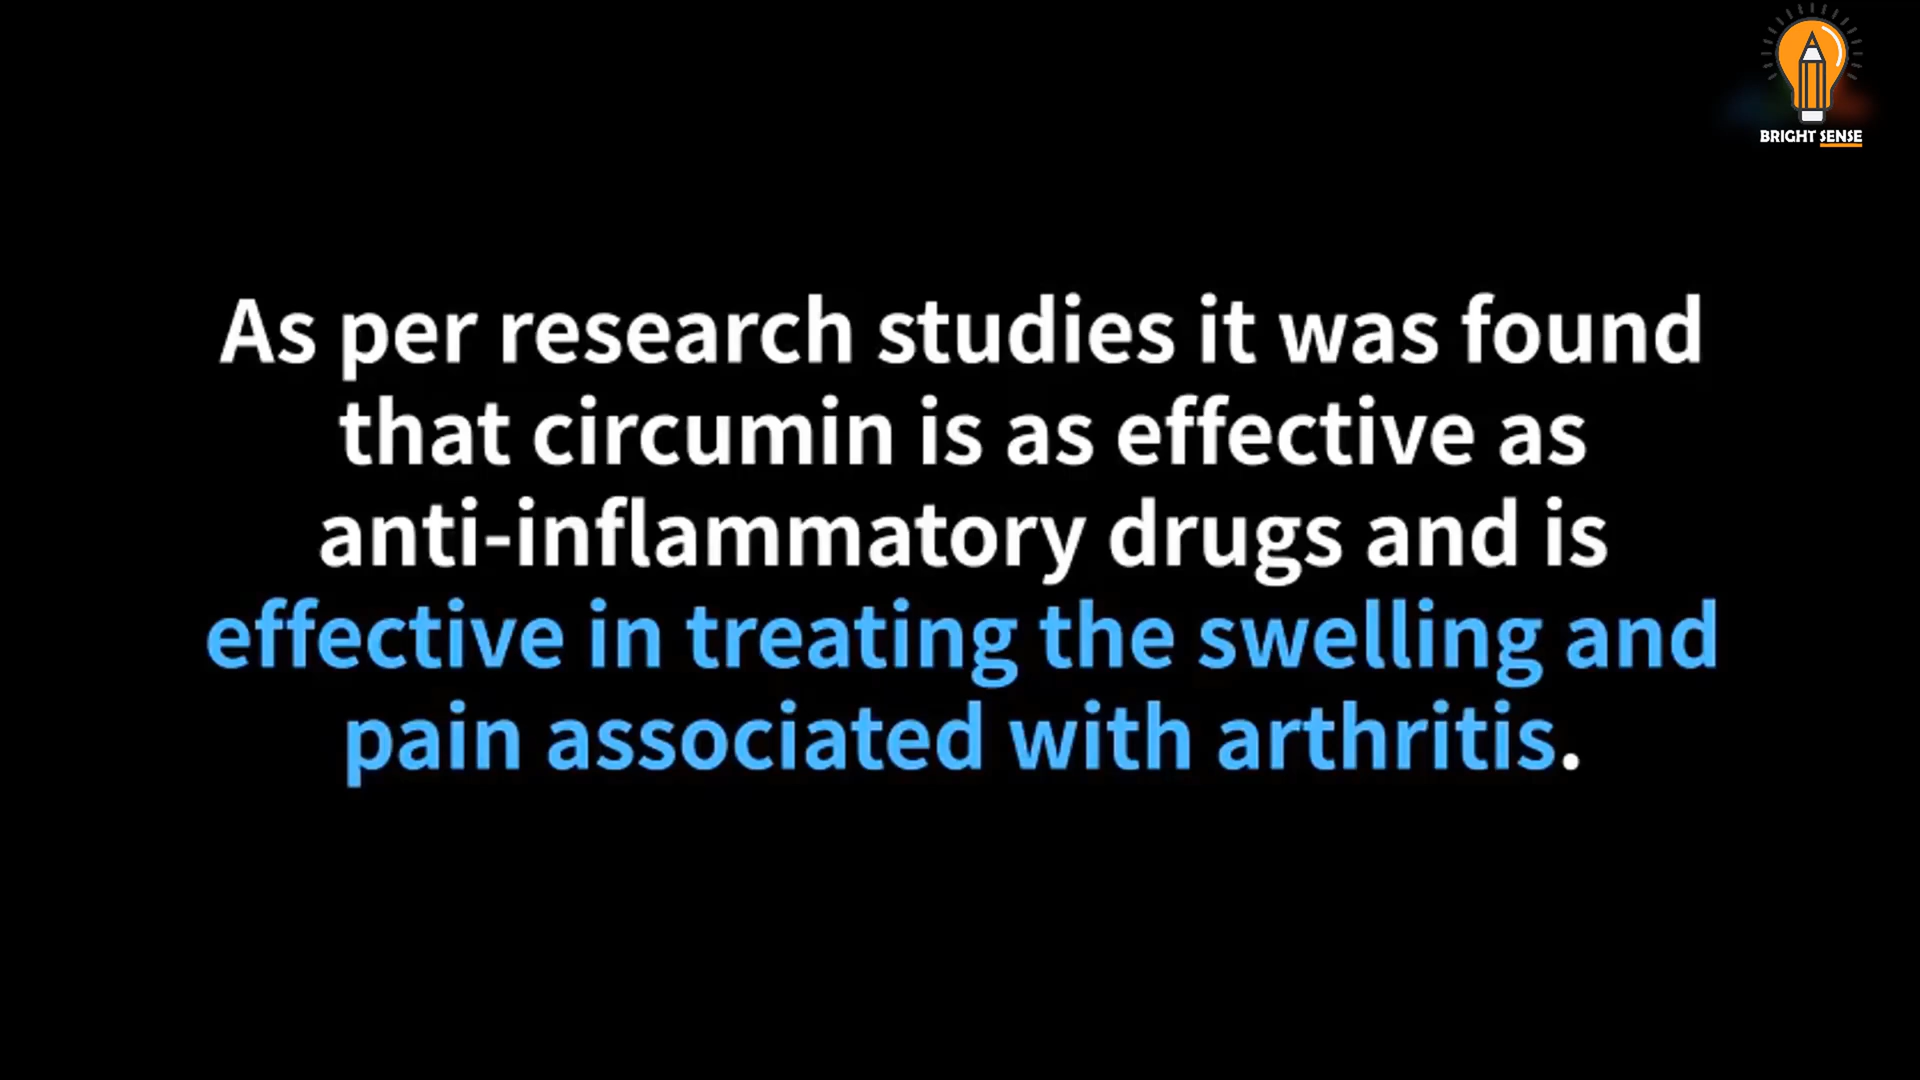 BRIGHT SENSE
As per research studies it was found
that circumin is as effective as
anti-inflammatory drugs and is
effective in treating the swelling and
pain associated with arthritis.